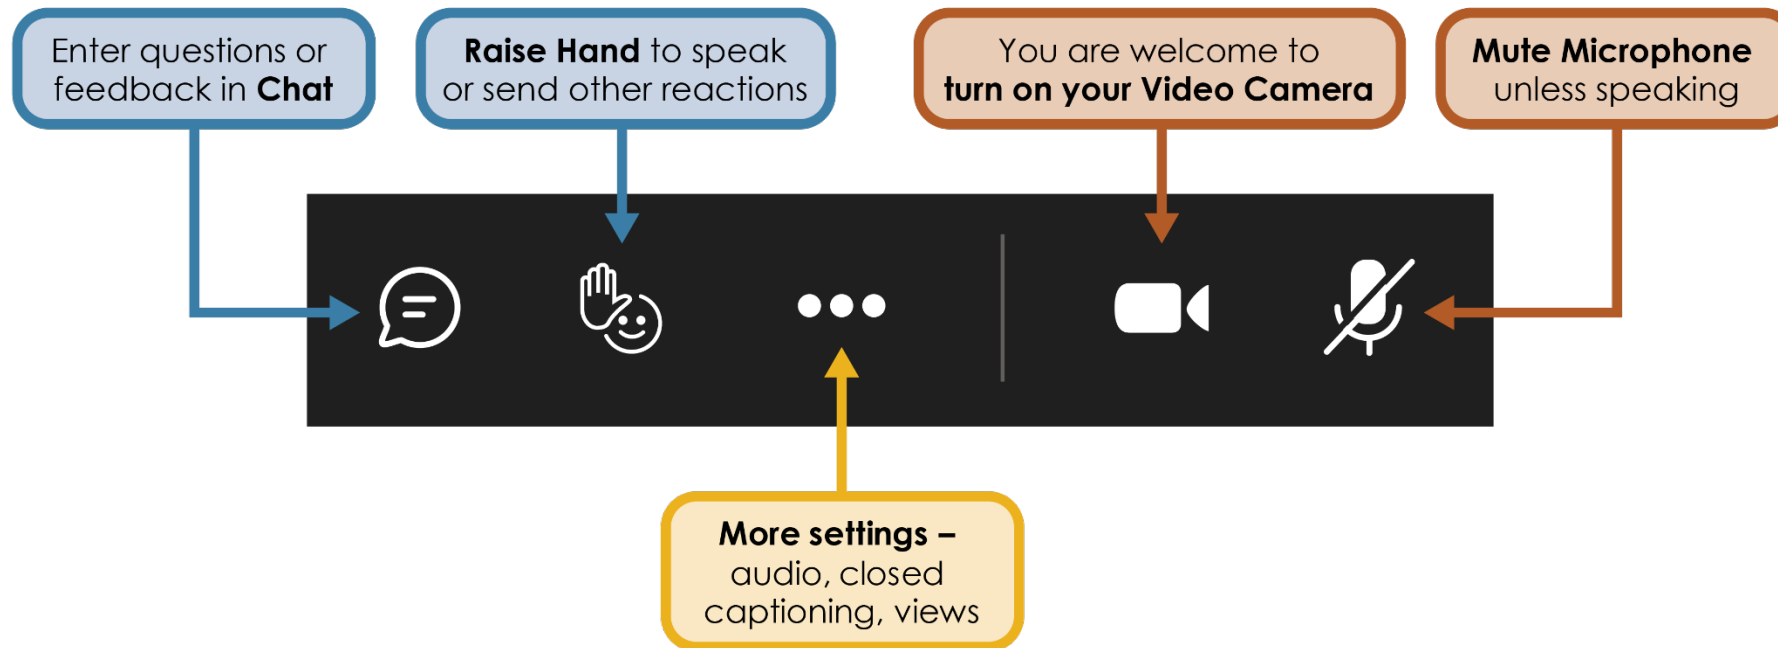 Enter questions or
feedback in Chat
Raise Hand to speak
or send other reactions
You are welcome to
turn on your Video Camera
Mute Microphone
unless speaking
More settings –
audio, closed
captioning, views